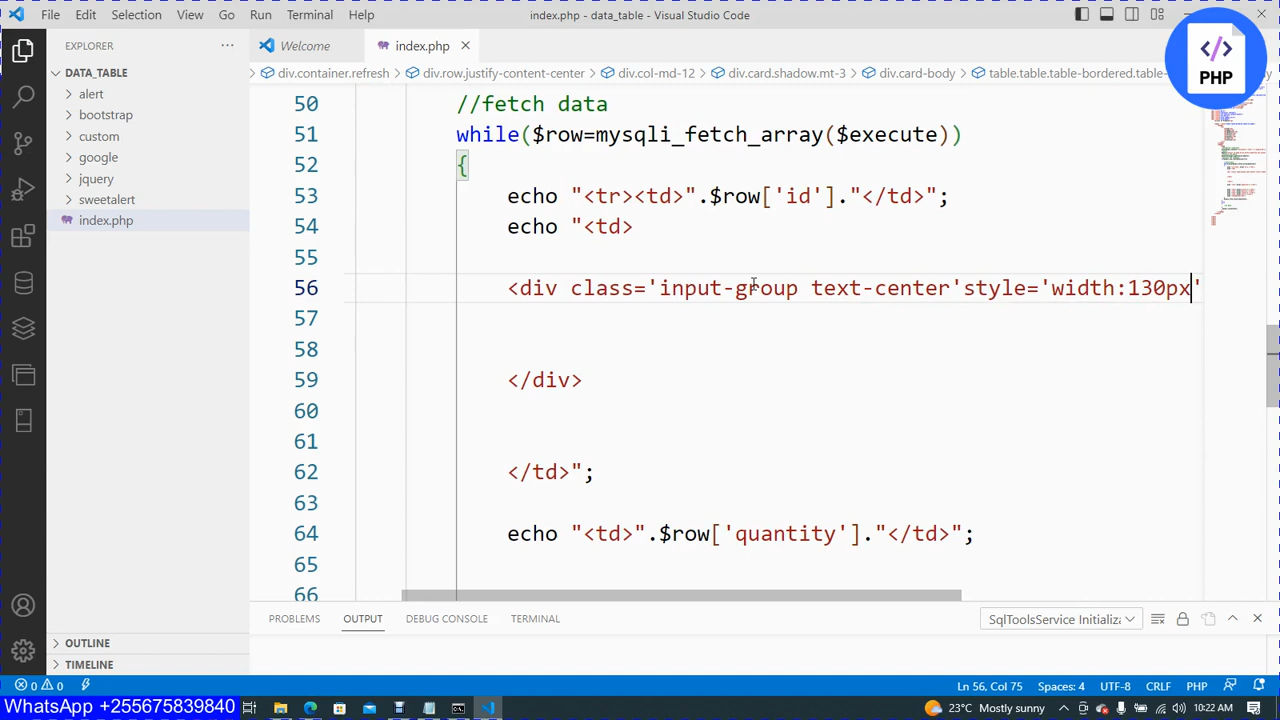 File Edit Selection View Go Run Terminal Help
index.php - data_table - Visual Studio Code
</> PHP
EXPLORER
DATA_TABLE
alert
bootstrap
custom
google
jquery
sweetalert
index.php
OUTLINE
TIMELINE
Welcome index.php
div.container.refresh > div.row.justify-content-center > div.col-md-12 > div.card.shadow.mt-3 > div.card-body > table.table.table-bordered.table-
50 //fetch data
51 while($row=mysqli_fetch_array($execute))
52 {
53 echo "<tr><td>".$row['id']."</td>";
54 echo "<td>
55
56 <div class='input-group text-center'style='width:130px'
57
58
59 </div>
60
61
62 </td>";
63
64 echo "<td>".$row['quantity']."</td>";
65
66
PROBLEMS OUTPUT DEBUG CONSOLE TERMINAL
SqlToolsService Initializa
0 0 Ln 56, Col 75 Spaces: 4 UTF-8 CRLF PHP
WhatsApp +255675839840
23°C Mostly sunny 10:22 AM